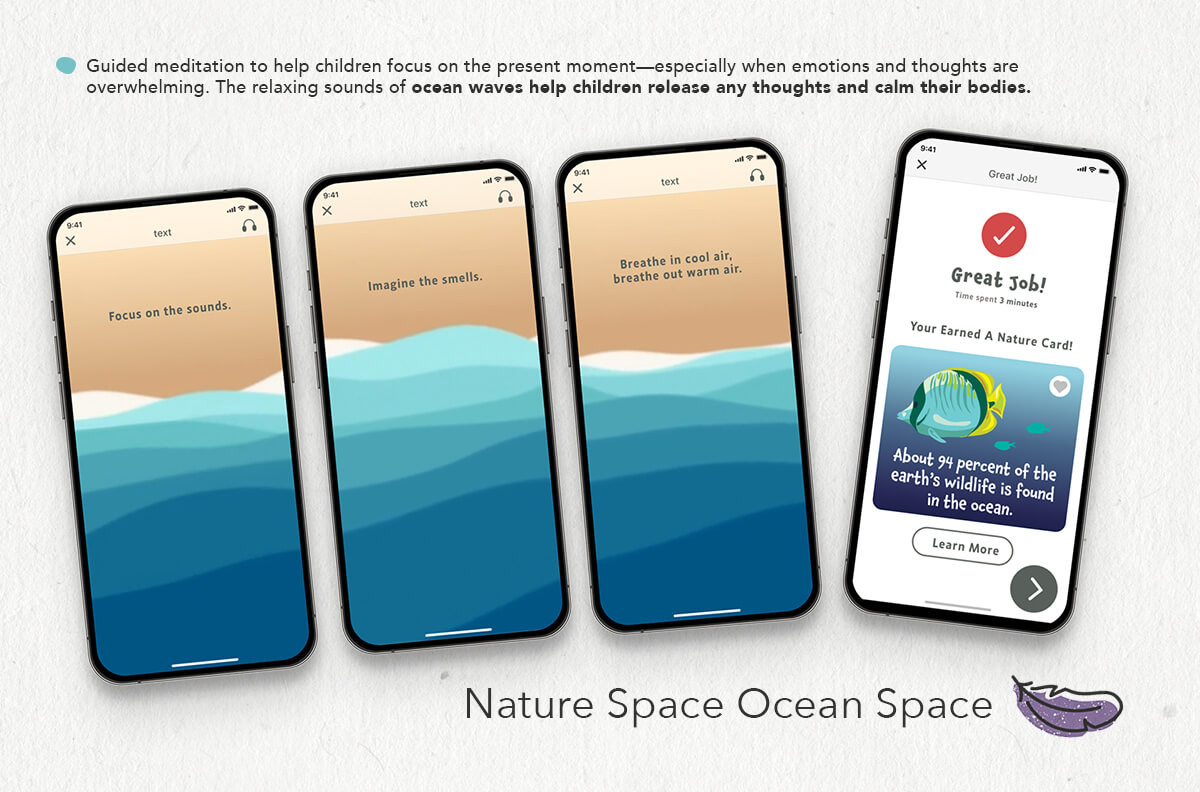 Guided meditation to help children focus on the present moment—especially when emotions and thoughts are
overwhelming. The relaxing sounds of ocean waves help children release any thoughts and calm their bodies.
9:41
text
Focus on the sounds.
9:41
text
Imagine the smells.
9:41
text
Breathe in cool air,
breathe out warm air.
9:41
Great Job!
Great Job!
Time spent 3 minutes
Your Earned A Nature Card!
About 94 percent of the
earth's wildlife is found
in the ocean.
Learn More
Nature Space Ocean Space